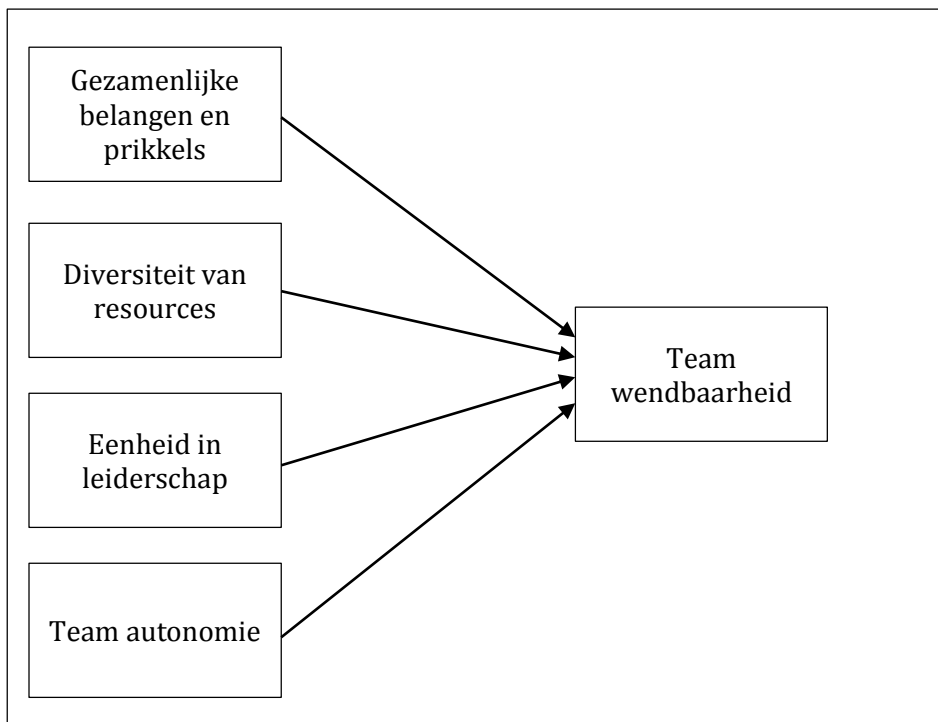 Gezamenlijke
belangen en
prikkels
Diversiteit van
resources
Eenheid in
leiderschap
Team autonomie
Team
wendbaarheid